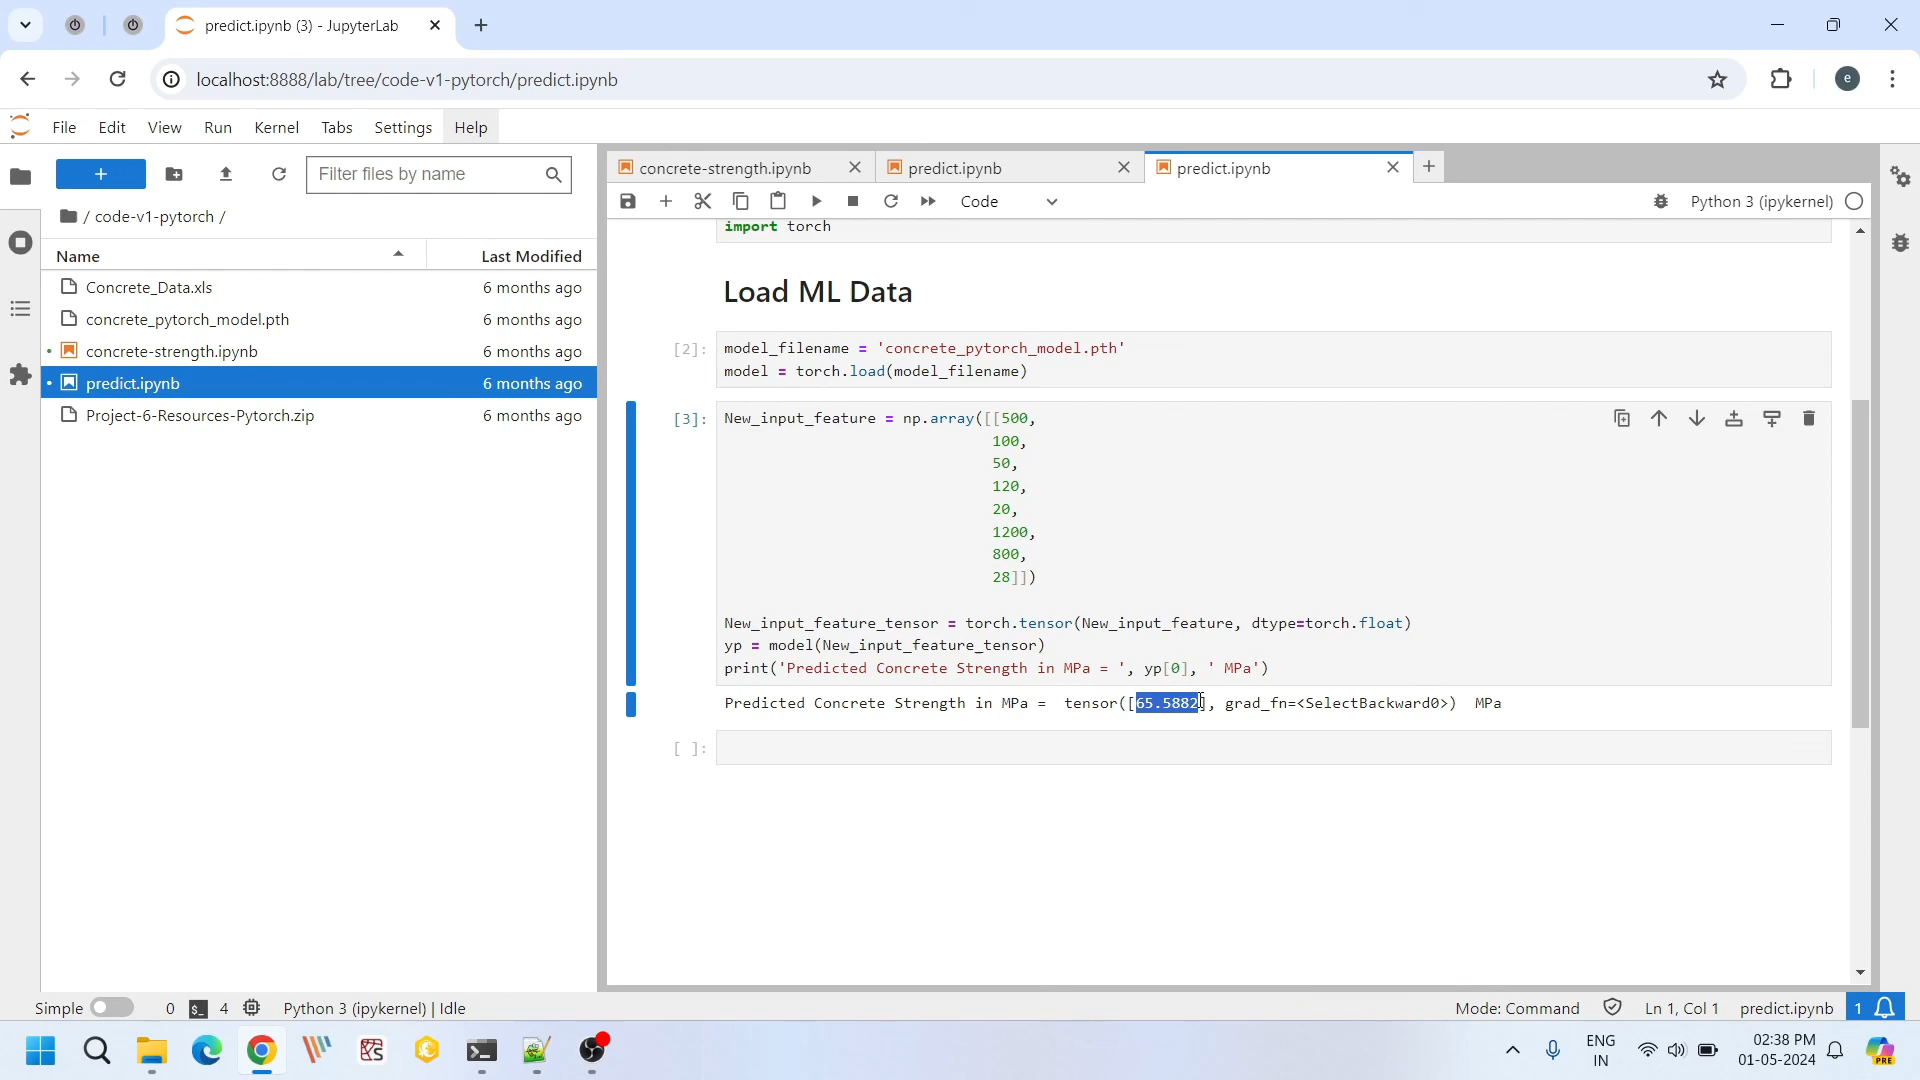 predict.ipynb (3) - JupyterLab
localhost:8888/lab/tree/code-v1-pytorch/predict.ipynb
e
File Edit View Run Kernel Tabs Settings Help
Filter files by name
/ code-v1-pytorch /
Name Last Modified
Concrete_Data.xls 6 months ago
concrete_pytorch_model.pth 6 months ago
concrete-strength.ipynb 6 months ago
predict.ipynb 6 months ago
Project-6-Resources-Pytorch.zip 6 months ago
concrete-strength.ipynb predict.ipynb predict.ipynb
Code Python 3 (ipykernel)
import torch
Load ML Data
[2]: model_filename = 'concrete_pytorch_model.pth'
model = torch.load(model_filename)
[3]: New_input_feature = np.array([[500,
100,
50,
120,
20,
1200,
800,
28]])
New_input_feature_tensor = torch.tensor(New_input_feature, dtype=torch.float)
yp = model(New_input_feature_tensor)
print('Predicted Concrete Strength in MPa = ', yp[0], ' MPa')
Predicted Concrete Strength in MPa =  tensor([65.5882], grad_fn=<SelectBackward0>)  MPa
[ ]:
Simple 0 $_ 4 Python 3 (ipykernel) | Idle Mode: Command Ln 1, Col 1 predict.ipynb 1
ENG
IN
02:38 PM
01-05-2024
PRE